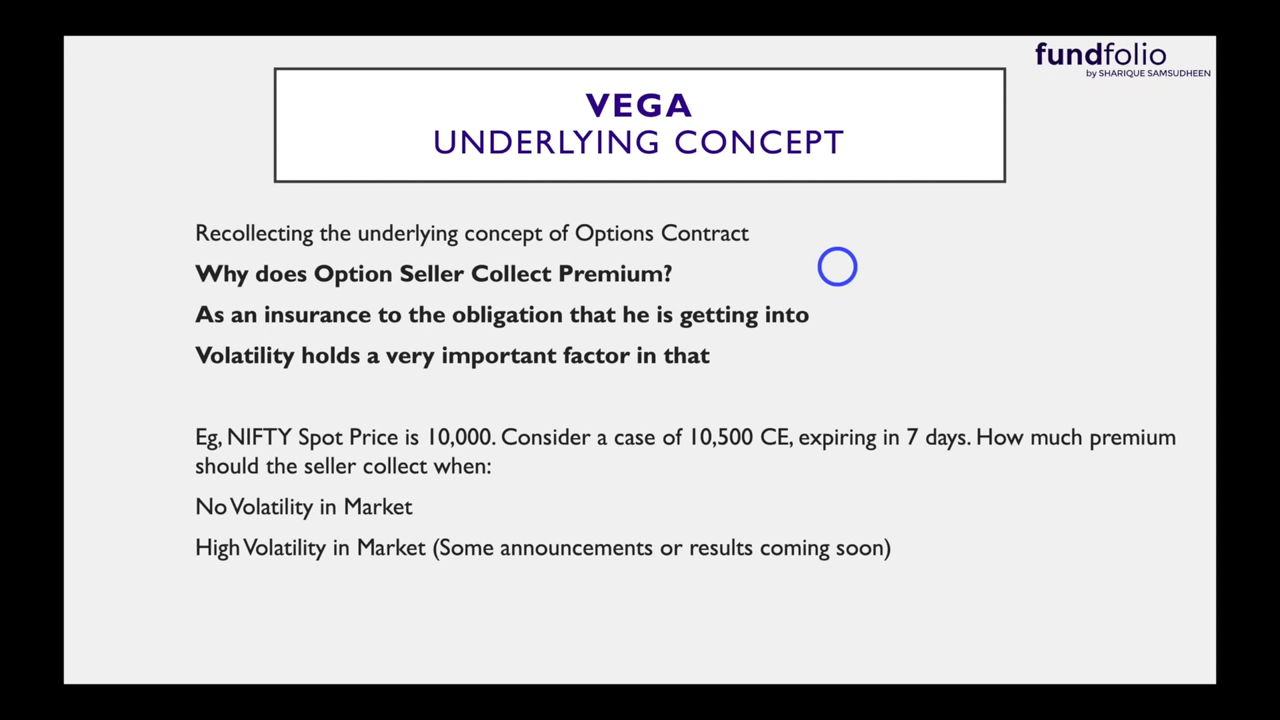 fundfolio
by SHARIQUE SAMSUDHEEN
VEGA
UNDERLYING CONCEPT
Recollecting the underlying concept of Options Contract
Why does Option Seller Collect Premium?
As an insurance to the obligation that he is getting into
Volatility holds a very important factor in that
Eg, NIFTY Spot Price is 10,000. Consider a case of 10,500 CE, expiring in 7 days. How much premium
should the seller collect when:
No Volatility in Market
High Volatility in Market (Some announcements or results coming soon)